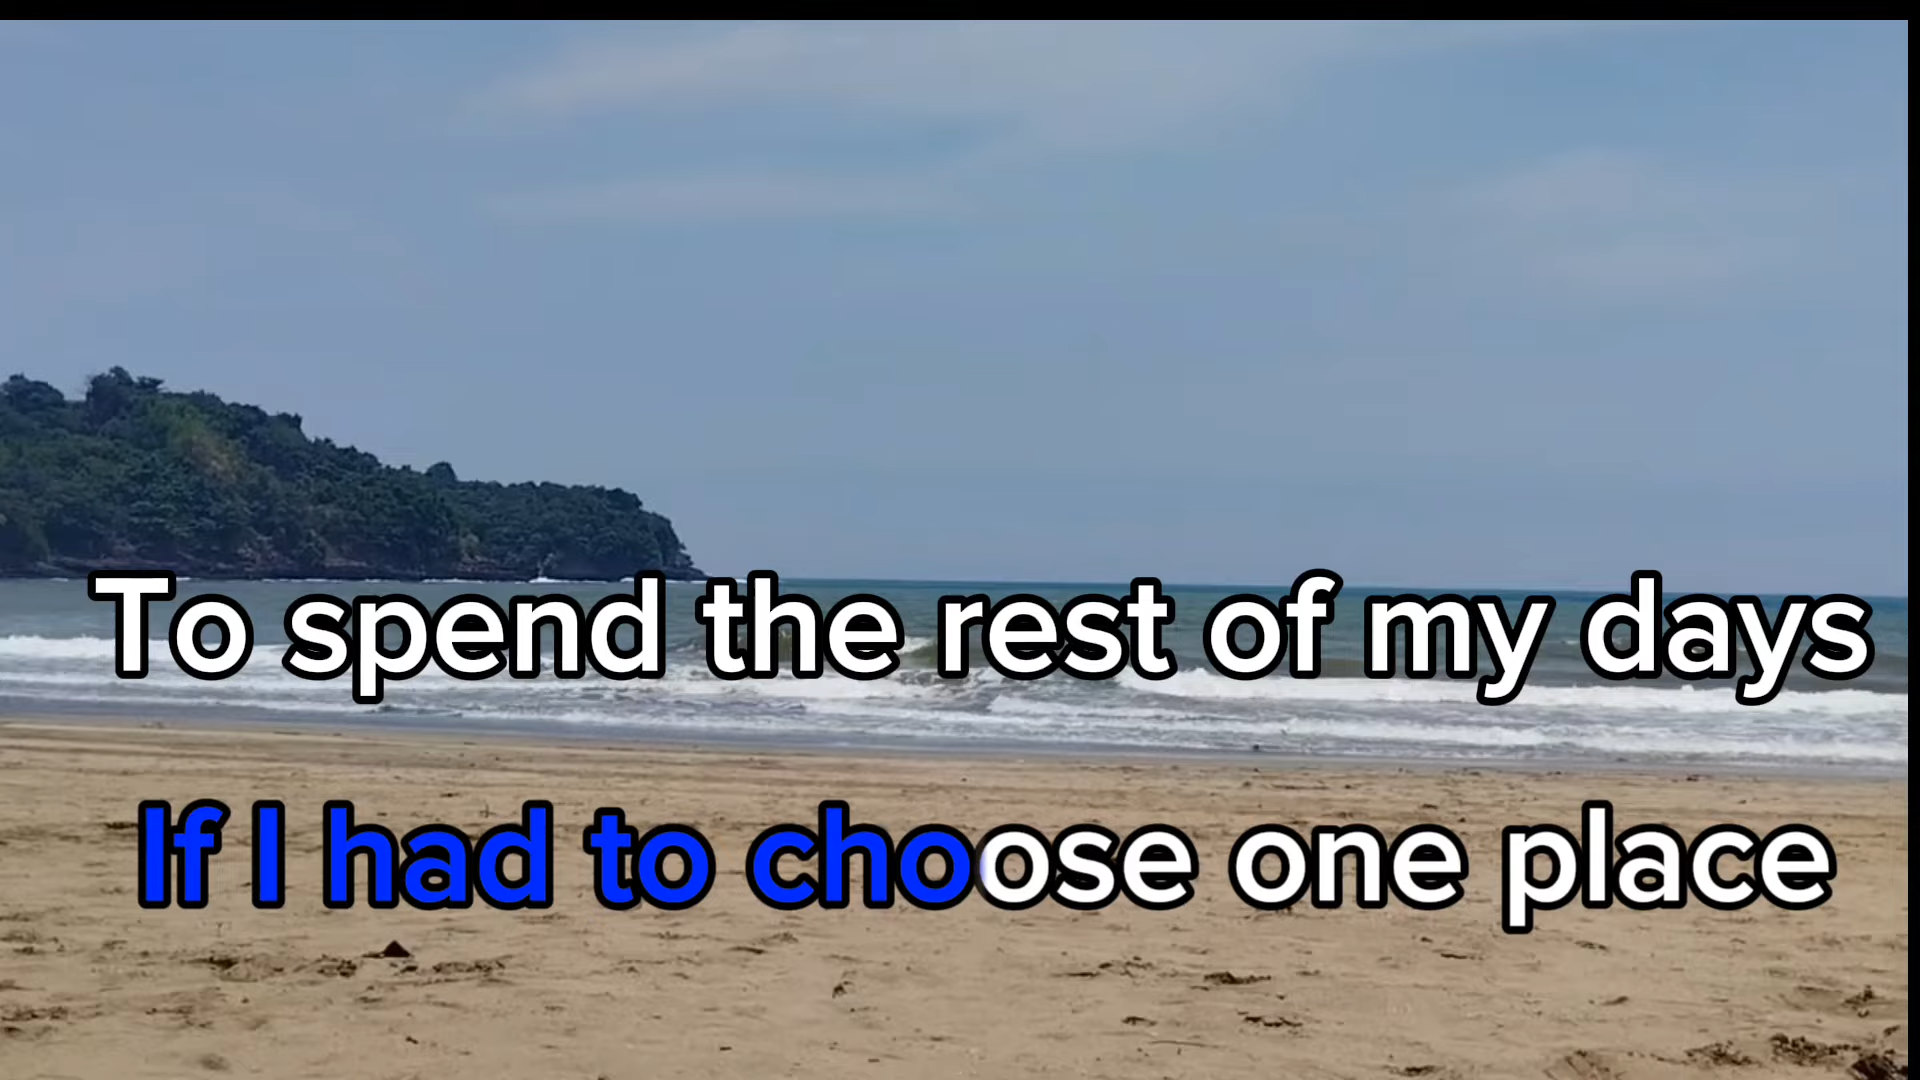 To spend the rest of my days
If I had to choose one place